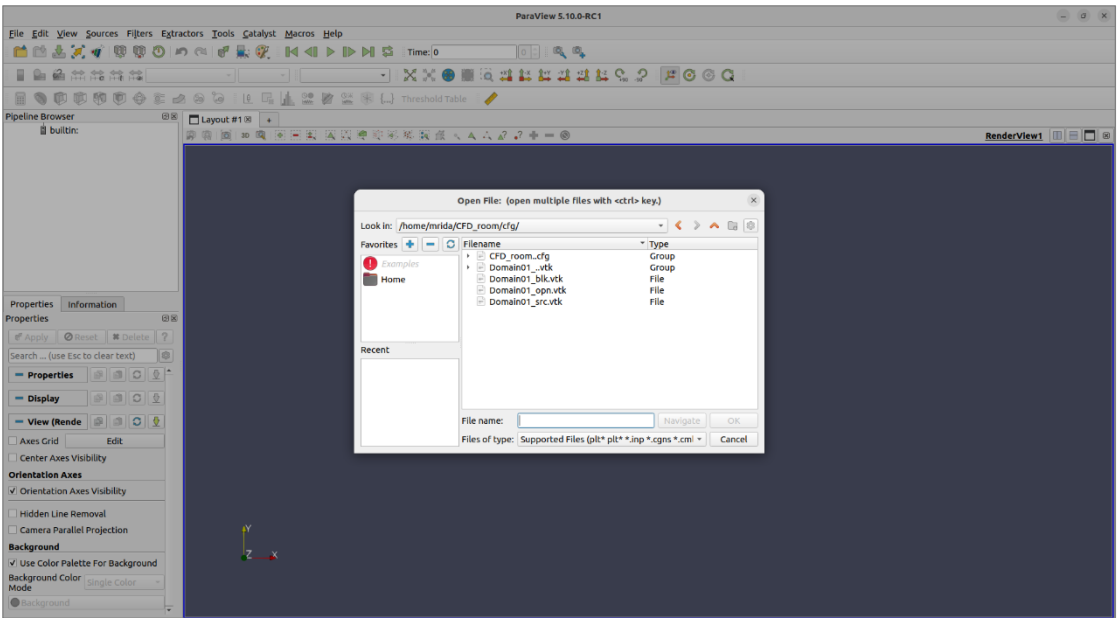 ParaView 5.10.0-RC1
File Edit View Sources Filters Extractors Tools Catalyst Macros Help
Time: 0 0
Threshold Table
Pipeline Browser
builtin:
Layout #1
+
3D
RenderView1
Open File: (open multiple files with <ctrl> key.)
Look in: /home/mrida/CFD_room/cfg/
Favorites
Examples
Home
Recent
Filename Type
CFD_room..cfg Group
Domain01_..vtk Group
Domain01_blk.vtk File
Domain01_opn.vtk File
Domain01_src.vtk File
File name: Navigate OK
Files of type: Supported Files (plt* plt* *.inp *.cgns *.cml Cancel
Properties Information
Properties
Apply Reset Delete ?
Search ... (use Esc to clear text)
Properties
Display
View (Rende
Axes Grid Edit
Center Axes Visibility
Orientation Axes
Orientation Axes Visibility
Hidden Line Removal
Camera Parallel Projection
Background
Use Color Palette For Background
Background Color Mode Single Color
Background
Y
Z X